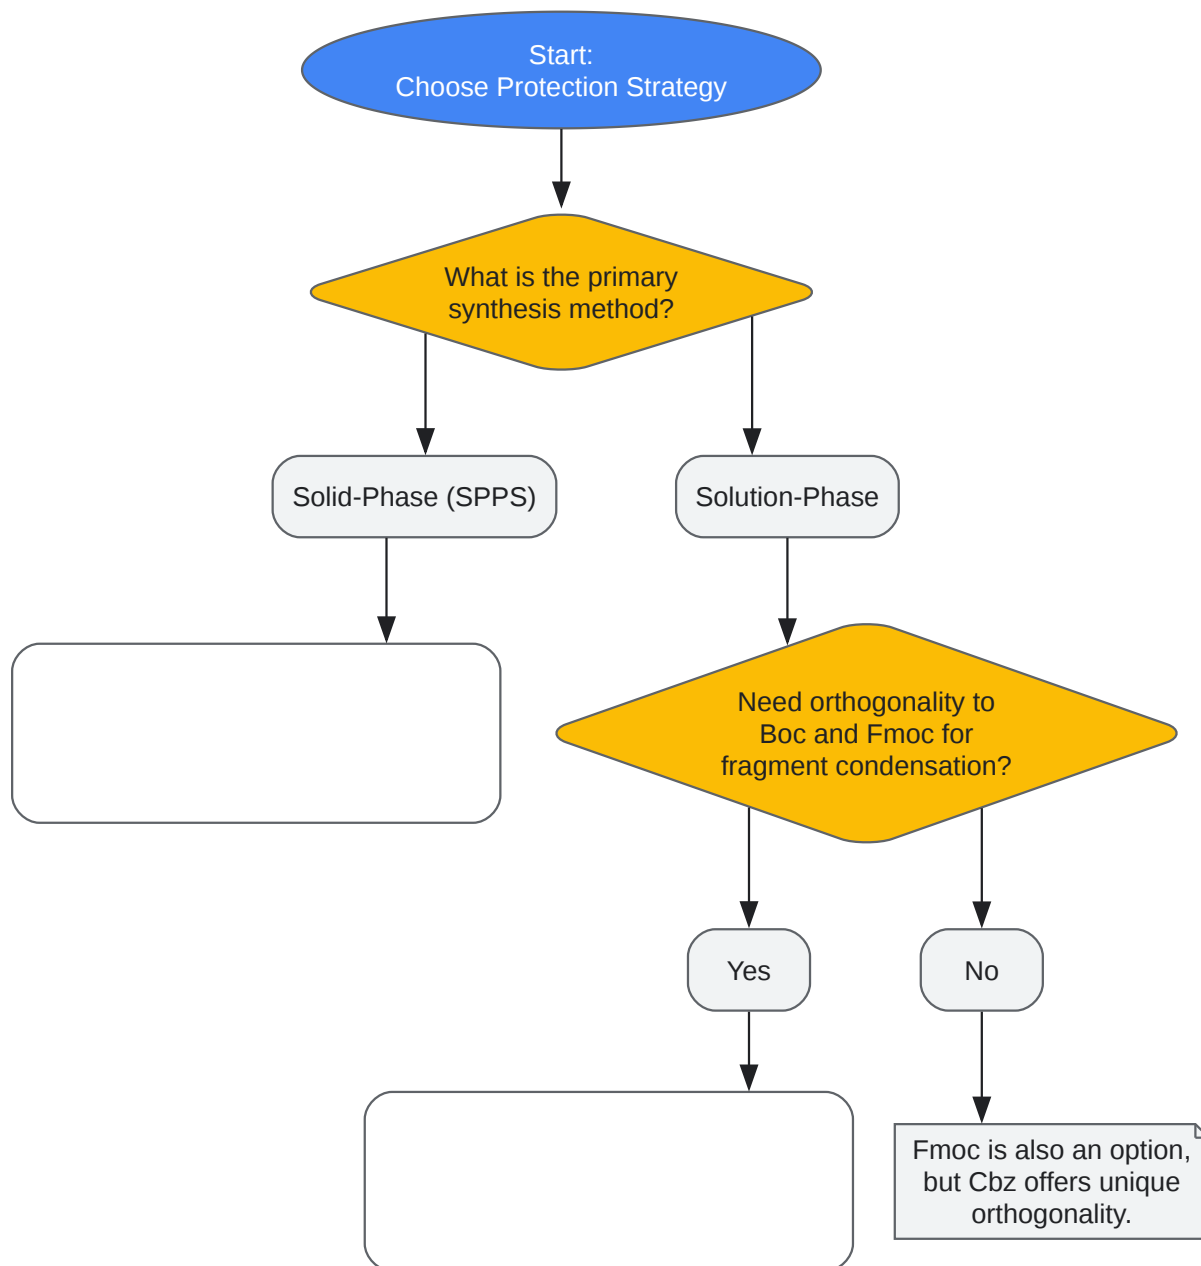 Start:
Choose Protection Strategy
What is the primary
synthesis method?
Solid-Phase (SPPS)
Solution-Phase
Need orthogonality to
Boc and Fmoc for
fragment condensation?
Yes
No
Fmoc is also an option,
but Cbz offers unique
orthogonality.